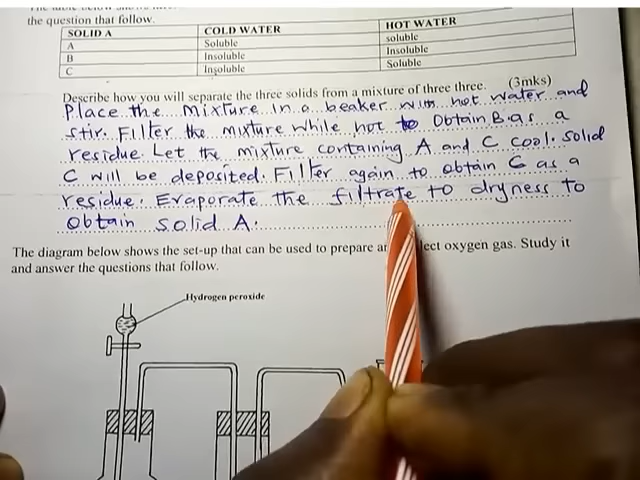 the question that follow.
SOLID A COLD WATER HOT WATER
A Soluble soluble
B Insoluble Insoluble
C Insoluble Soluble
Describe how you will separate the three solids from a mixture of three three. (3mks)
Place the mixture in a beaker with hot water and
stir. Filter the mixture while hot to obtain B as a
residue. Let the mixture containing A and C cool. Solid
C will be deposited. Filter again to obtain C as a
residue. Evaporate the filtrate to dryness to
obtain solid A.
The diagram below shows the set-up that can be used to prepare lect oxygen gas. Study it
and answer the questions that follow.
Hydrogen peroxide